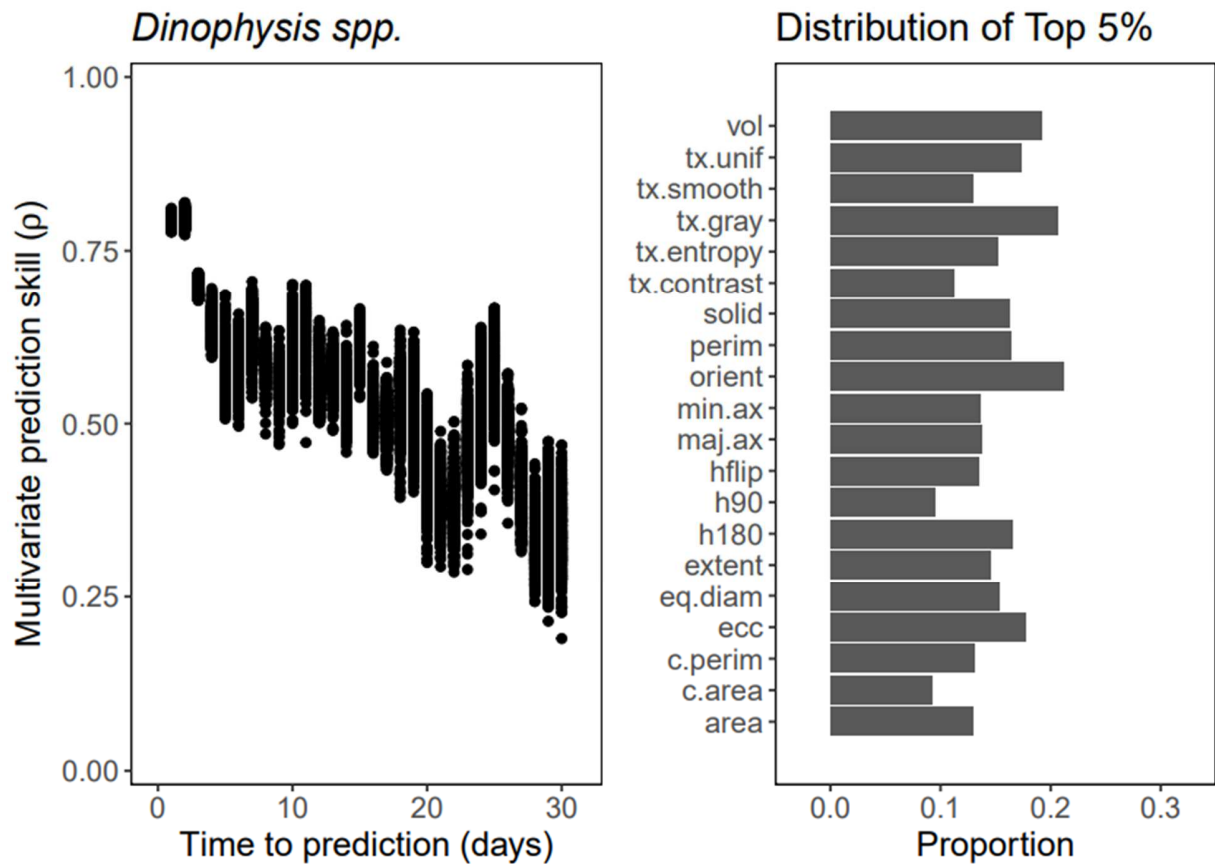 Dinophysis spp.
Multivariate prediction skill (ρ)
1.00
0.75
0.50
0.25
0.00
0
10
20
30
Time to prediction (days)
Distribution of Top 5%
vol
tx.unif
tx.smooth
tx.gray
tx.entropy
tx.contrast
solid
perim
orient
min.ax
maj.ax
hflip
h90
h180
extent
eq.diam
ecc
c.perim
c.area
area
0.0
0.1
0.2
0.3
Proportion